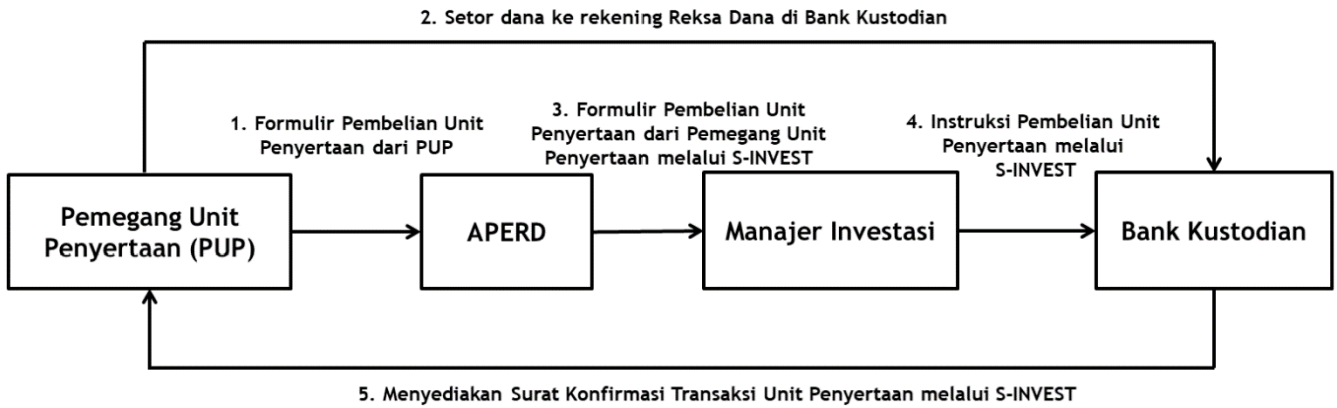 2. Setor dana ke rekening Reksa Dana di Bank Kustodian
1. Formulir Pembelian Unit
Penyertaan dari PUP
3. Formulir Pembelian Unit
Penyertaan dari Pemegang Unit
Penyertaan melalui S-INVEST
4. Instruksi Pembelian Unit
Penyertaan melalui
S-INVEST
Pemegang Unit
Penyertaan (PUP)
APERD
Manajer Investasi
Bank Kustodian
5. Menyediakan Surat Konfirmasi Transaksi Unit Penyertaan melalui S-INVEST